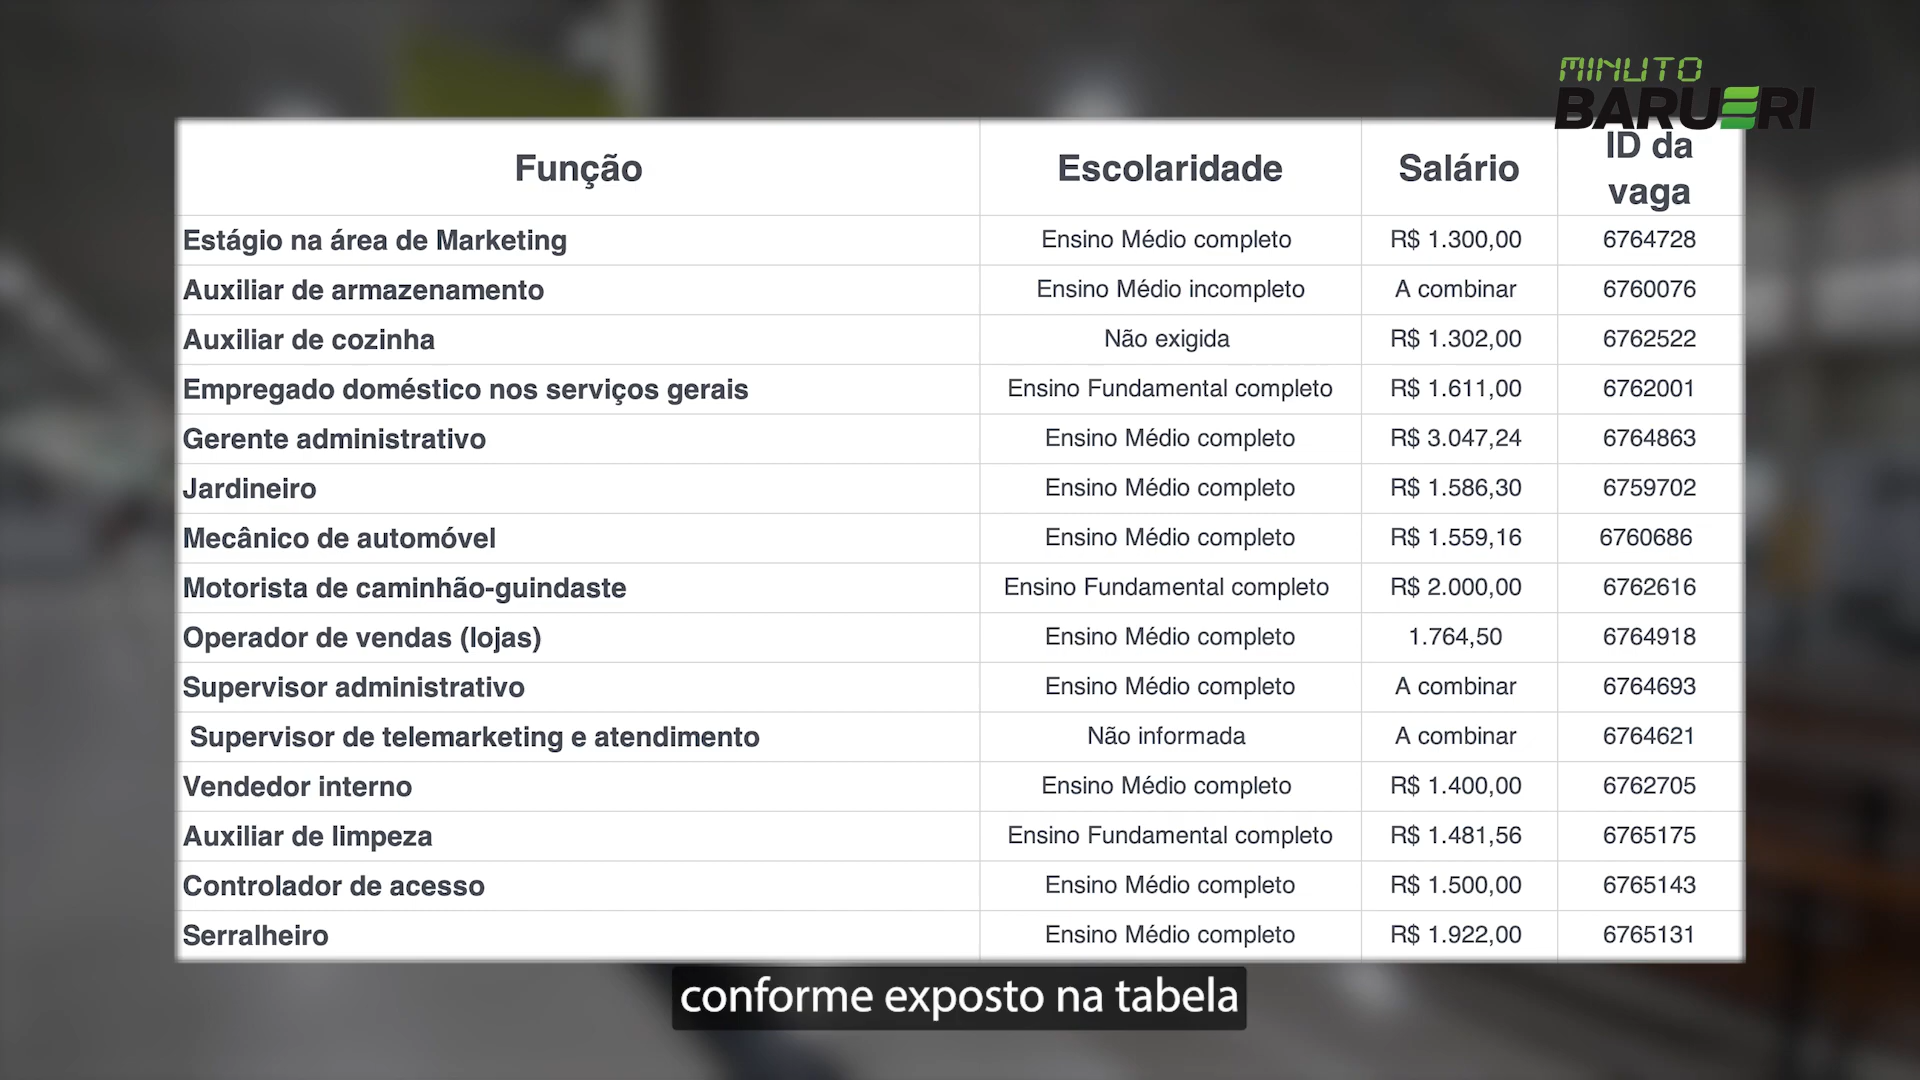 MINUTO
BARUERI
Função Escolaridade Salário ID da vaga
Estágio na área de Marketing Ensino Médio completo R$ 1.300,00 6764728
Auxiliar de armazenamento Ensino Médio incompleto A combinar 6760076
Auxiliar de cozinha Não exigida R$ 1.302,00 6762522
Empregado doméstico nos serviços gerais Ensino Fundamental completo R$ 1.611,00 6762001
Gerente administrativo Ensino Médio completo R$ 3.047,24 6764863
Jardineiro Ensino Médio completo R$ 1.586,30 6759702
Mecânico de automóvel Ensino Médio completo R$ 1.559,16 6760686
Motorista de caminhão-guindaste Ensino Fundamental completo R$ 2.000,00 6762616
Operador de vendas (lojas) Ensino Médio completo 1.764,50 6764918
Supervisor administrativo Ensino Médio completo A combinar 6764693
Supervisor de telemarketing e atendimento Não informada A combinar 6764621
Vendedor interno Ensino Médio completo R$ 1.400,00 6762705
Auxiliar de limpeza Ensino Fundamental completo R$ 1.481,56 6765175
Controlador de acesso Ensino Médio completo R$ 1.500,00 6765143
Serralheiro Ensino Médio completo R$ 1.922,00 6765131
conforme exposto na tabela